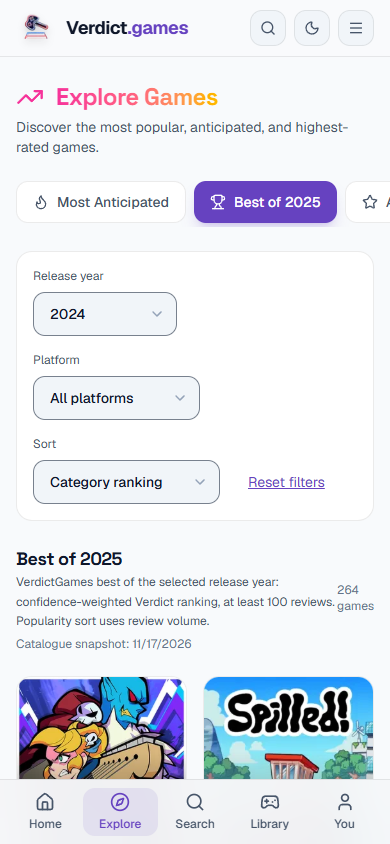 Verdict.games
Explore Games
Discover the most popular, anticipated, and highest-
rated games.
Most Anticipated
Best of 2025
Release year
2024
Platform
All platforms
Sort
Category ranking
Reset filters
Best of 2025
VerdictGames best of the selected release year:
confidence-weighted Verdict ranking, at least 100 reviews.
Popularity sort uses review volume.
264
games
Catalogue snapshot: 11/17/2026
Spilled!
Home
Explore
Search
Library
You